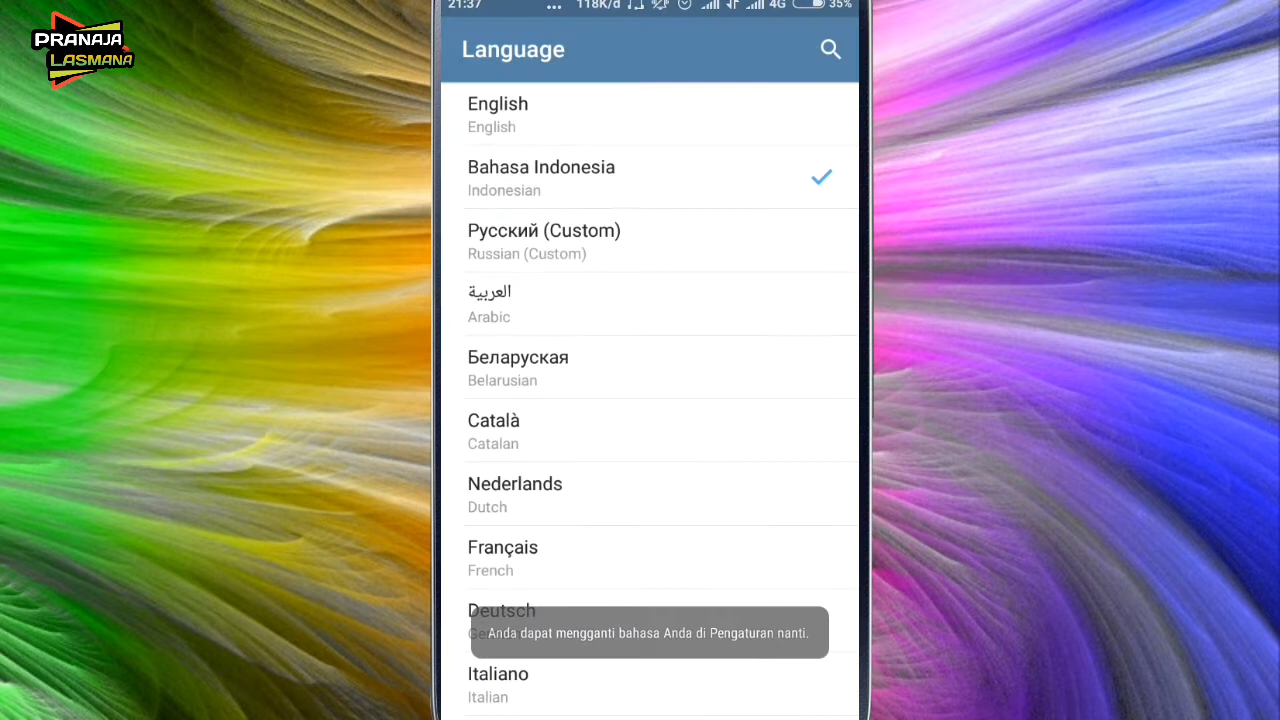 PRANAJA
LASMANA
21:37 ... 118K/d 4G 35%
Language
English
English
Bahasa Indonesia
Indonesian
Русский (Custom)
Russian (Custom)
العربية
Arabic
Беларуская
Belarusian
Català
Catalan
Nederlands
Dutch
Français
French
Deutsch
Anda dapat mengganti bahasa Anda di Pengaturan nanti.
Italiano
Italian